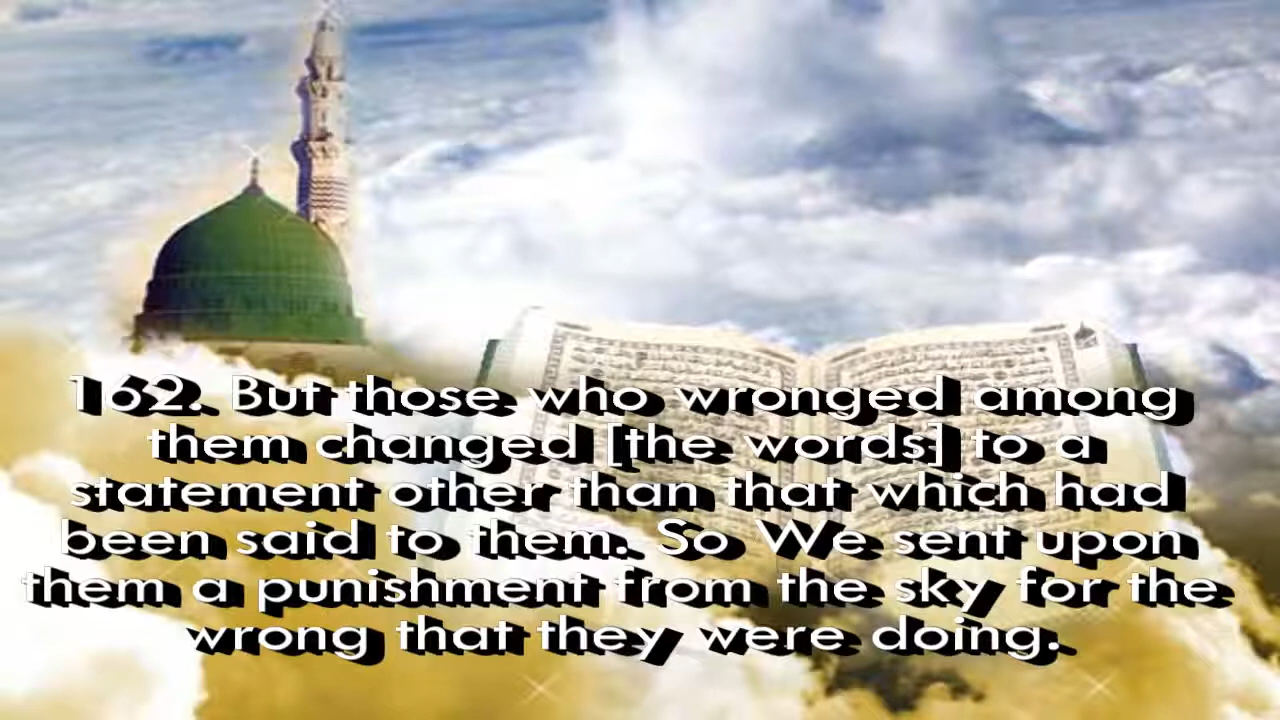 162. But those who wronged among
them changed [the words] to a
statement other than that which had
been said to them. So We sent upon
them a punishment from the sky for the
wrong that they were doing.